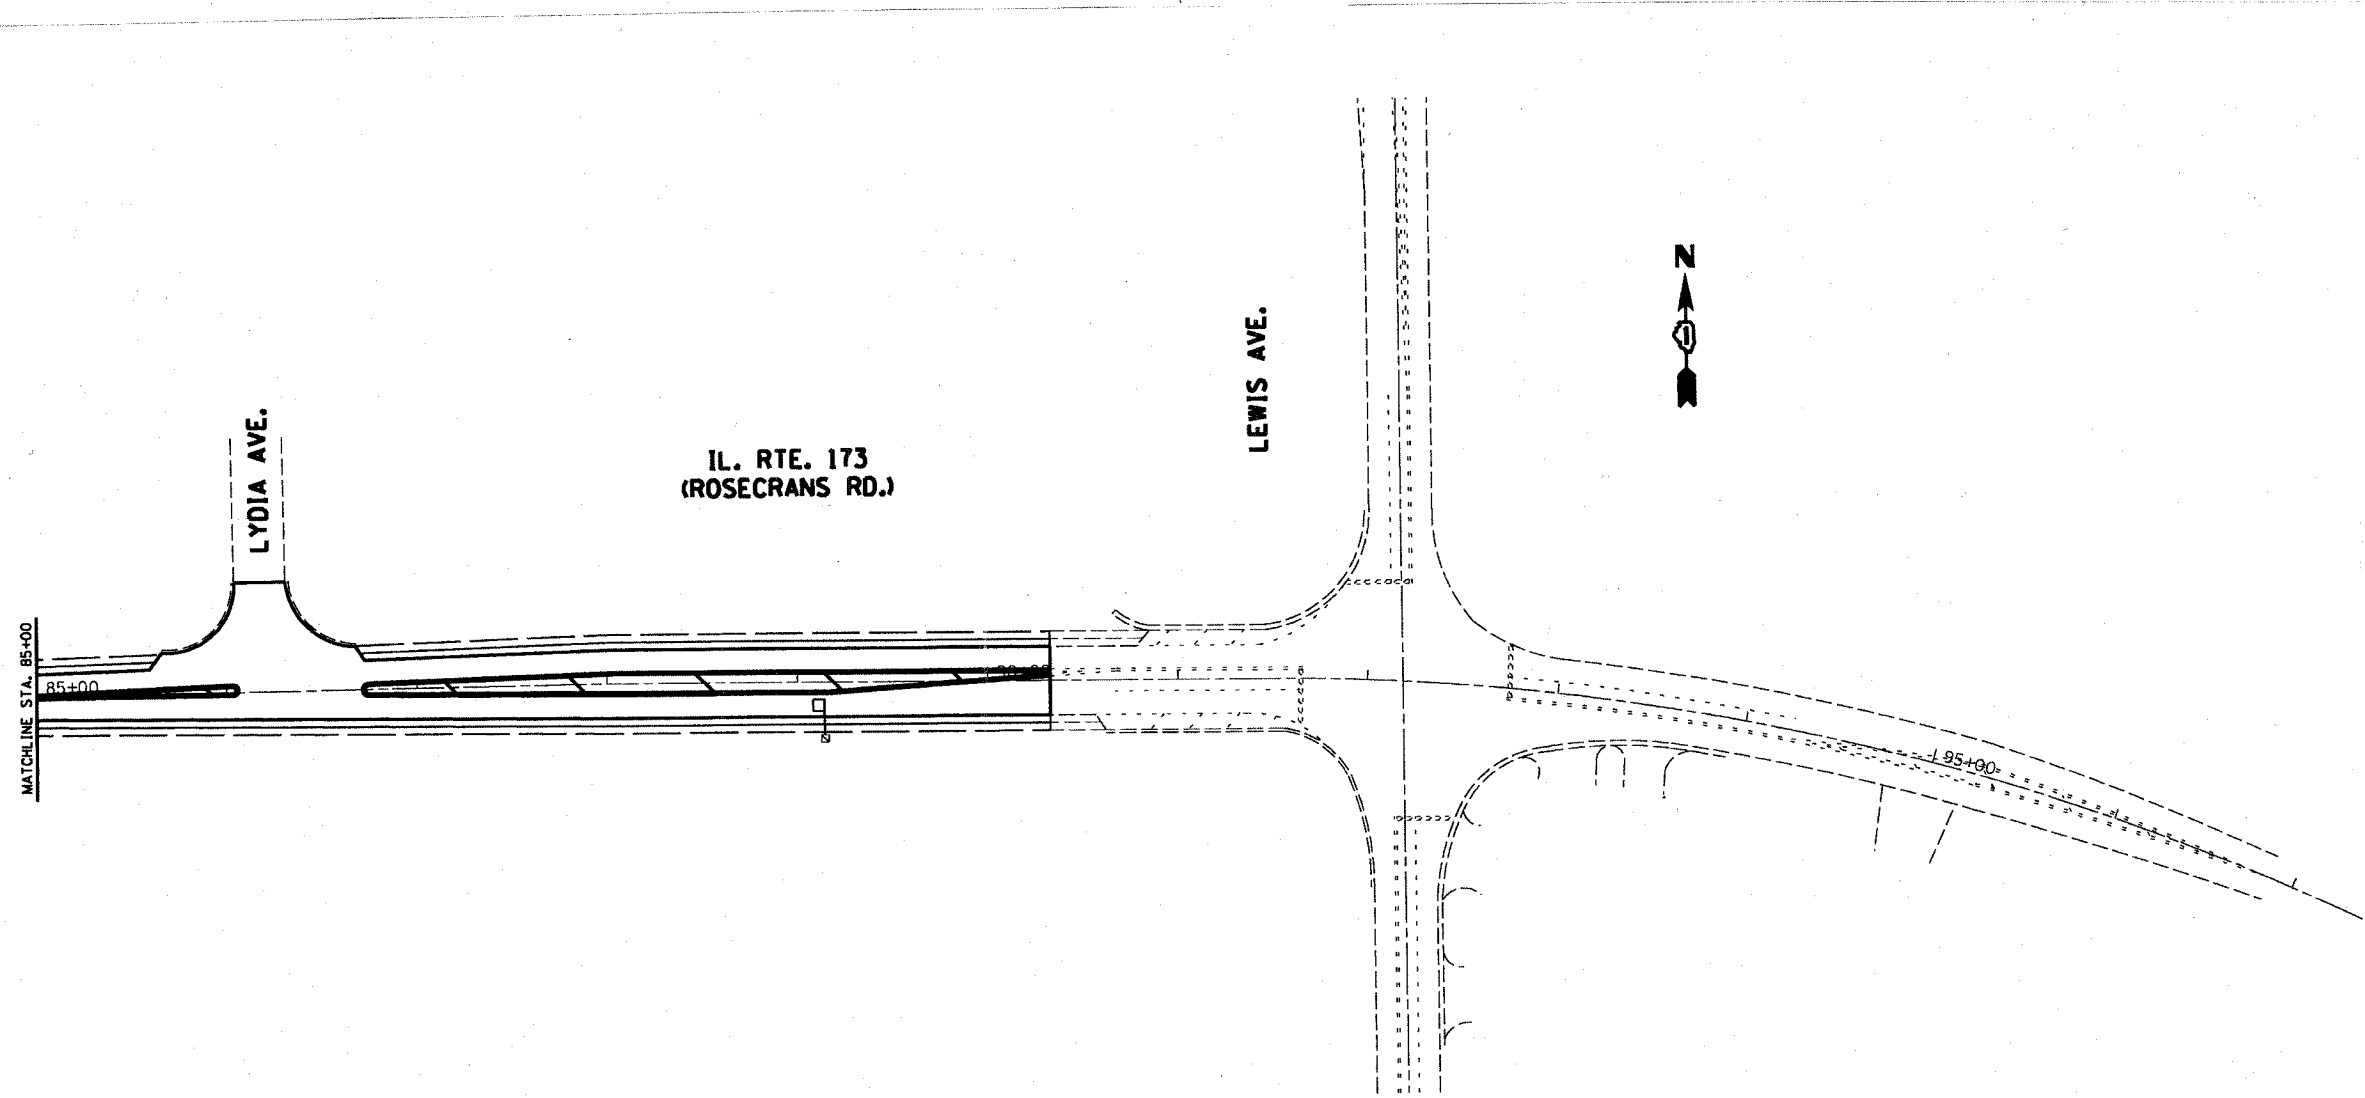 N
LEWIS AVE.
LYDIA AVE.
IL. RTE. 173
(ROSECRANS RD.)
MATCHLINE STA. 85+00
85+00
95+00